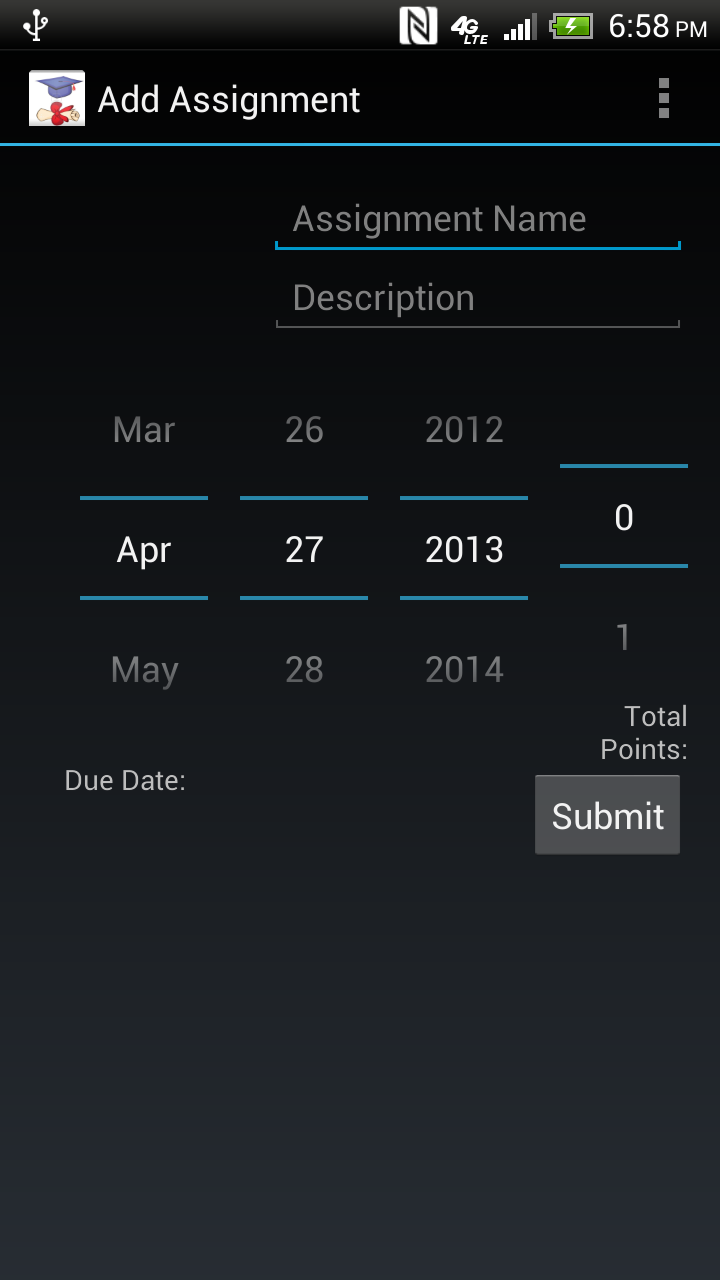 4G LTE 6:58 PM
Add Assignment
Assignment Name
Description
Mar 26 2012
0
Apr 27 2013
1
May 28 2014
Total
Points:
Due Date:
Submit